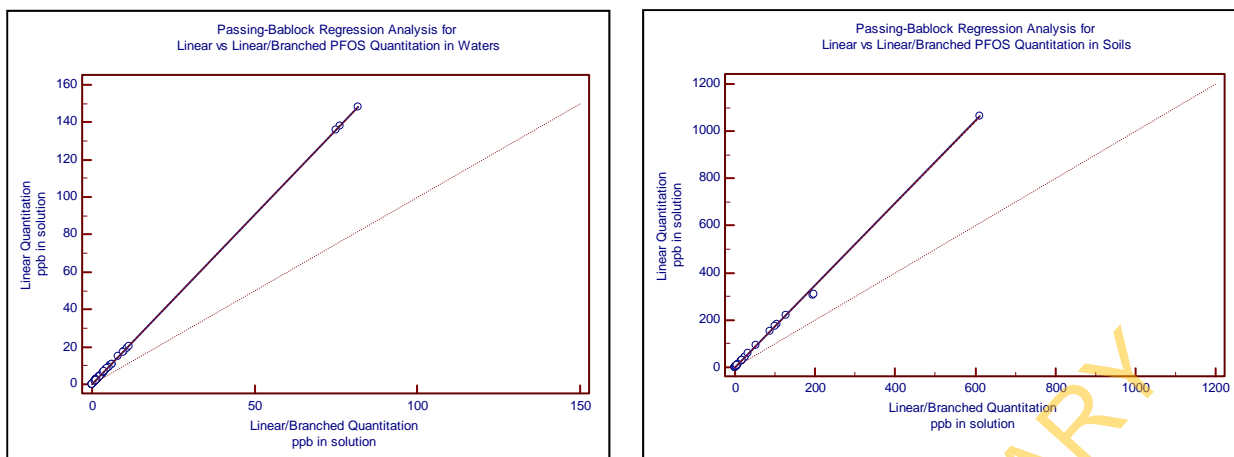 Passing-Bablock Regression Analysis for
Linear vs Linear/Branched PFOS Quantitation in Waters
160
140
120
100
80
60
40
20
0
Linear Quantitation
ppb in solution
0 50 100 150
Linear/Branched Quantitation
ppb in solution
Passing-Bablock Regression Analysis for
Linear vs Linear/Branched PFOS Quantitation in Soils
1200
1000
800
600
400
200
0
Linear Quantitation
ppb in solution
0 200 400 600 800 1000 1200
Linear/Branched Quantitation
ppb in solution
ARY